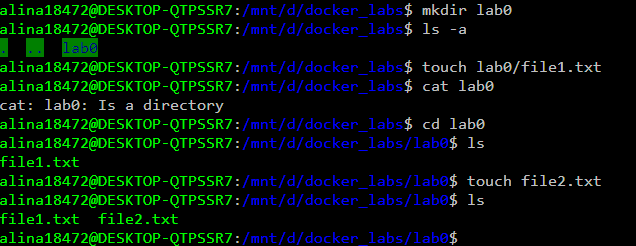 alina18472@DESKTOP-QTPSSR7:/mnt/d/docker_labs$ mkdir lab0
alina18472@DESKTOP-QTPSSR7:/mnt/d/docker_labs$ ls -a
.  ..  lab0
alina18472@DESKTOP-QTPSSR7:/mnt/d/docker_labs$ touch lab0/file1.txt
alina18472@DESKTOP-QTPSSR7:/mnt/d/docker_labs$ cat lab0
cat: lab0: Is a directory
alina18472@DESKTOP-QTPSSR7:/mnt/d/docker_labs$ cd lab0
alina18472@DESKTOP-QTPSSR7:/mnt/d/docker_labs/lab0$ ls
file1.txt
alina18472@DESKTOP-QTPSSR7:/mnt/d/docker_labs/lab0$ touch file2.txt
alina18472@DESKTOP-QTPSSR7:/mnt/d/docker_labs/lab0$ ls
file1.txt  file2.txt
alina18472@DESKTOP-QTPSSR7:/mnt/d/docker_labs/lab0$